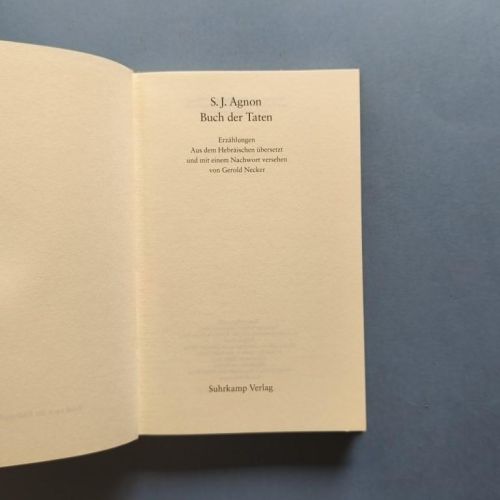 S. J. Agnon
Buch der Taten
Erzählungen
Aus dem Hebräischen übersetzt
und mit einem Nachwort versehen
von Gerold Necker
Suhrkamp Verlag